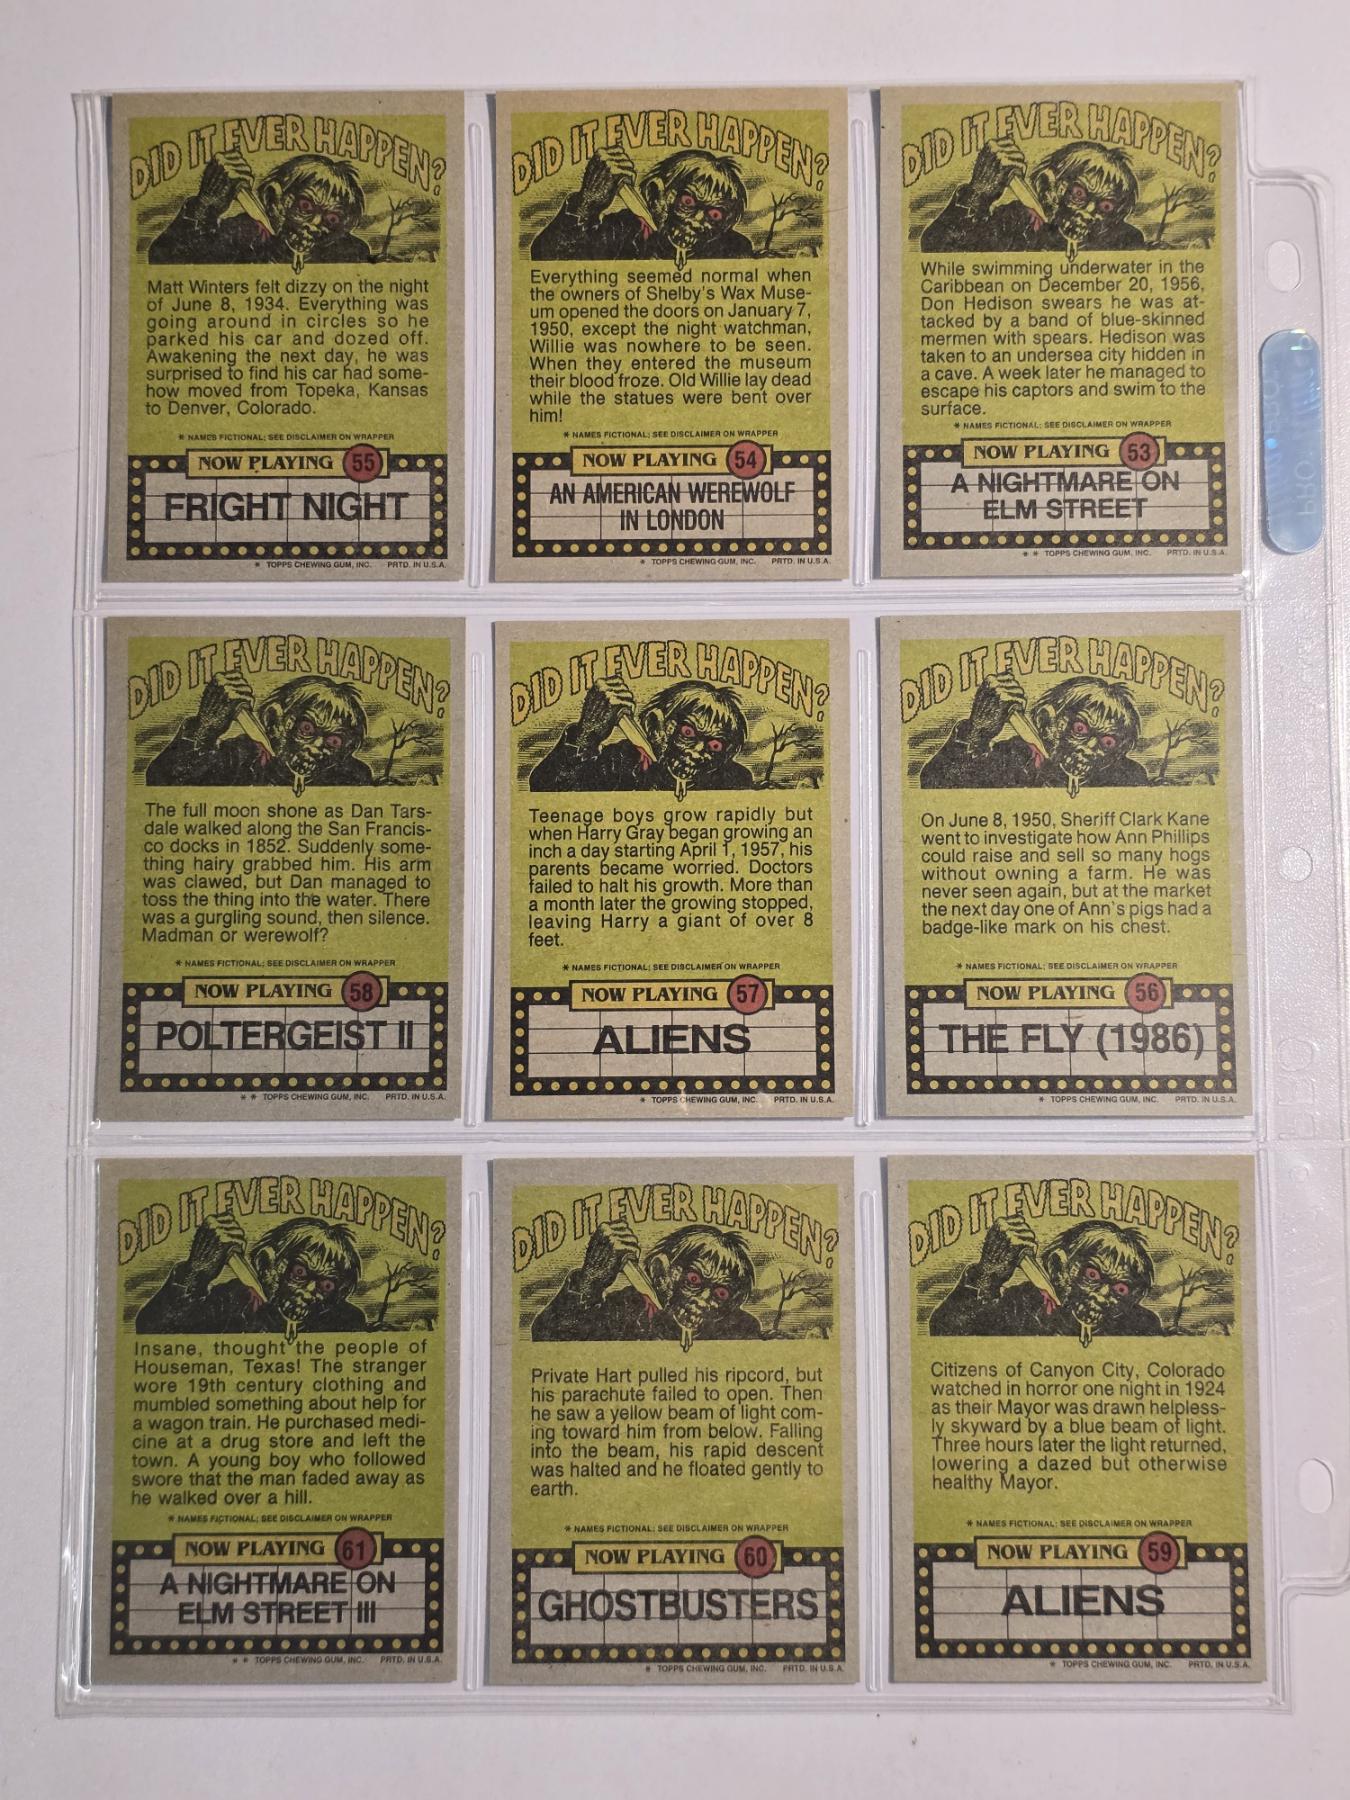 DID IT EVER HAPPEN?
Matt Winters felt dizzy on the night
of June 8, 1934. Everything was
going around in circles so he
parked his car and dozed off.
Awakening the next day, he was
surprised to find his car had some-
how moved from Topeka, Kansas
to Denver, Colorado.
* NAMES FICTIONAL; SEE DISCLAIMER ON WRAPPER
NOW PLAYING 55
FRIGHT NIGHT
* TOPPS CHEWING GUM, INC. PRTD. IN U.S.A.
DID IT EVER HAPPEN?
Everything seemed normal when
the owners of Shelby's Wax Muse-
um opened the doors on January 7,
1950, except the night watchman,
Willie was nowhere to be seen.
When they entered the museum
their blood froze. Old Willie lay dead
while the statues were bent over
him!
* NAMES FICTIONAL; SEE DISCLAIMER ON WRAPPER
NOW PLAYING 54
AN AMERICAN WEREWOLF
IN LONDON
* TOPPS CHEWING GUM, INC. PRTD. IN U.S.A.
DID IT EVER HAPPEN?
While swimming underwater in the
Caribbean on December 20, 1956,
Don Hedison swears he was at-
tacked by a band of blue-skinned
mermen with spears. Hedison was
taken to an undersea city hidden in
a cave. A week later he managed to
escape his captors and swim to the
surface.
* NAMES FICTIONAL; SEE DISCLAIMER ON WRAPPER
NOW PLAYING 53
A NIGHTMARE ON
ELM STREET
* * TOPPS CHEWING GUM, INC. PRTD. IN U.S.A.
DID IT EVER HAPPEN?
The full moon shone as Dan Tars-
dale walked along the San Francis-
co docks in 1852. Suddenly some-
thing hairy grabbed him. His arm
was clawed, but Dan managed to
toss the thing into the water. There
was a gurgling sound, then silence.
Madman or werewolf?
* NAMES FICTIONAL; SEE DISCLAIMER ON WRAPPER
NOW PLAYING 58
POLTERGEIST II
* * TOPPS CHEWING GUM, INC. PRTD. IN U.S.A.
DID IT EVER HAPPEN?
Teenage boys grow rapidly but
when Harry Gray began growing an
inch a day starting April 1, 1957, his
parents became worried. Doctors
failed to halt his growth. More than
a month later the growing stopped,
leaving Harry a giant of over 8
feet.
* NAMES FICTIONAL; SEE DISCLAIMER ON WRAPPER
NOW PLAYING 57
ALIENS
* TOPPS CHEWING GUM, INC. PRTD. IN U.S.A.
DID IT EVER HAPPEN?
On June 8, 1950, Sheriff Clark Kane
went to investigate how Ann Phillips
could raise and sell so many hogs
without owning a farm. He was
never seen again, but at the market
the next day one of Ann's pigs had a
badge-like mark on his chest.
* NAMES FICTIONAL; SEE DISCLAIMER ON WRAPPER
NOW PLAYING 56
THE FLY (1986)
* TOPPS CHEWING GUM, INC. PRTD. IN U.S.A.
DID IT EVER HAPPEN?
Insane, thought the people of
Houseman, Texas! The stranger
wore 19th century clothing and
mumbled something about help for
a wagon train. He purchased medi-
cine at a drug store and left the
town. A young boy who followed
swore that the man faded away as
he walked over a hill.
* NAMES FICTIONAL; SEE DISCLAIMER ON WRAPPER
NOW PLAYING 61
A NIGHTMARE ON
ELM STREET III
* * TOPPS CHEWING GUM, INC. PRTD. IN U.S.A.
DID IT EVER HAPPEN?
Private Hart pulled his ripcord, but
his parachute failed to open. Then
he saw a yellow beam of light com-
ing toward him from below. Falling
into the beam, his rapid descent
was halted and he floated gently to
earth.
* NAMES FICTIONAL; SEE DISCLAIMER ON WRAPPER
NOW PLAYING 60
GHOSTBUSTERS
* TOPPS CHEWING GUM, INC. PRTD. IN U.S.A.
DID IT EVER HAPPEN?
Citizens of Canyon City, Colorado
watched in horror one night in 1924
as their Mayor was drawn helpless-
ly skyward by a blue beam of light.
Three hours later the light returned,
lowering a dazed but otherwise
healthy Mayor.
* NAMES FICTIONAL; SEE DISCLAIMER ON WRAPPER
NOW PLAYING 59
ALIENS
* TOPPS CHEWING GUM, INC. PRTD. IN U.S.A.